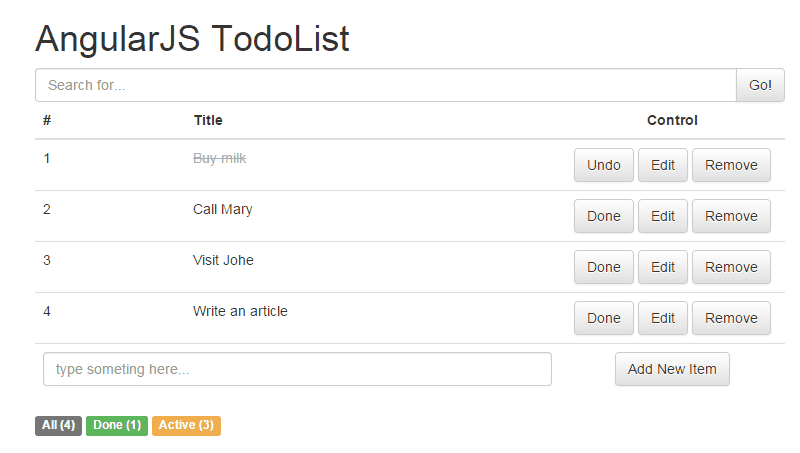 AngularJS TodoList
Search for... Go!
# Title Control
1 Buy milk Undo Edit Remove
2 Call Mary Done Edit Remove
3 Visit Johe Done Edit Remove
4 Write an article Done Edit Remove
type someting here... Add New Item
All (4) Done (1) Active (3)